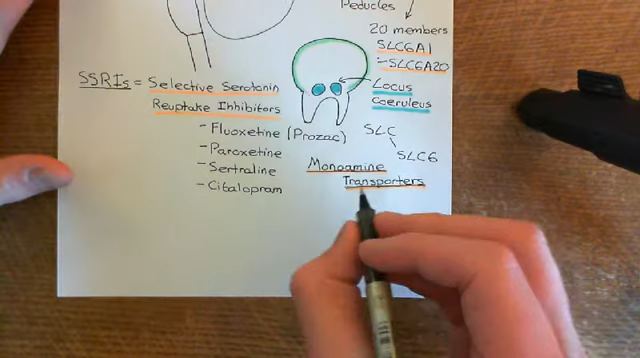 Peducles
20 members
SLC6A1
-SLC6A20
SSRIs = Selective Serotonin
Reuptake Inhibitors
- Fluoxetine (Prozac)
- Paroxetine
- Sertraline
- Citalopram
Locus
Coeruleus
SLC
SLC6
Monoamine
Transporters